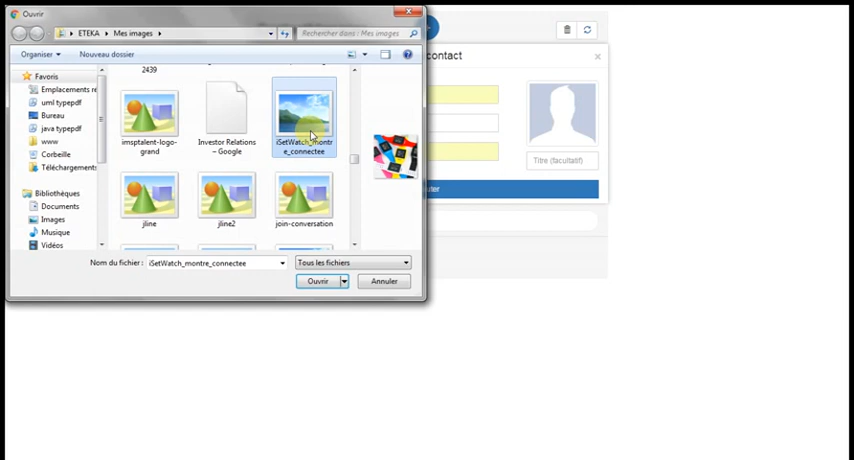 Ouvrir
ETEKA
Mes images
Rechercher dans : Mes images
Organiser
Nouveau dossier
Favoris
Emplacements ré
uml typepdf
Bureau
java typepdf
www
Corbeille
Téléchargements
Bibliothèques
Documents
Images
Musique
Vidéos
2439
imsptalent-logo-
grand
Investor Relations
– Google
iSetWatch_montr
e_connectee
jline
jline2
join-conversation
Nom du fichier :
iSetWatch_montre_connectee
Tous les fichiers
Ouvrir
Annuler
contact
×
Titre (facultatif)